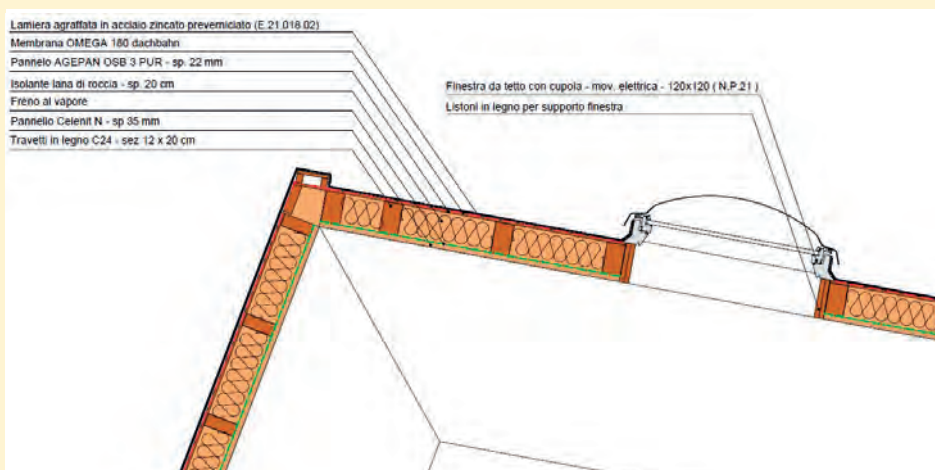 Lamiera agraffata in acciaio zincato preverniciato (E.21.018.02)
Membrana OMEGA 180 dachbahn
Pannelo AGEPAN OSB 3 PUR - sp. 22 mm
Isolante lana di roccia - sp. 20 cm
Freno al vapore
Pannello Celenit N - sp 35 mm
Travetti in legno C24 - sez 12 x 20 cm
Finestra da tetto con cupola - mov. elettrica - 120x120 ( N.P.21 )
Listoni in legno per supporto finestra